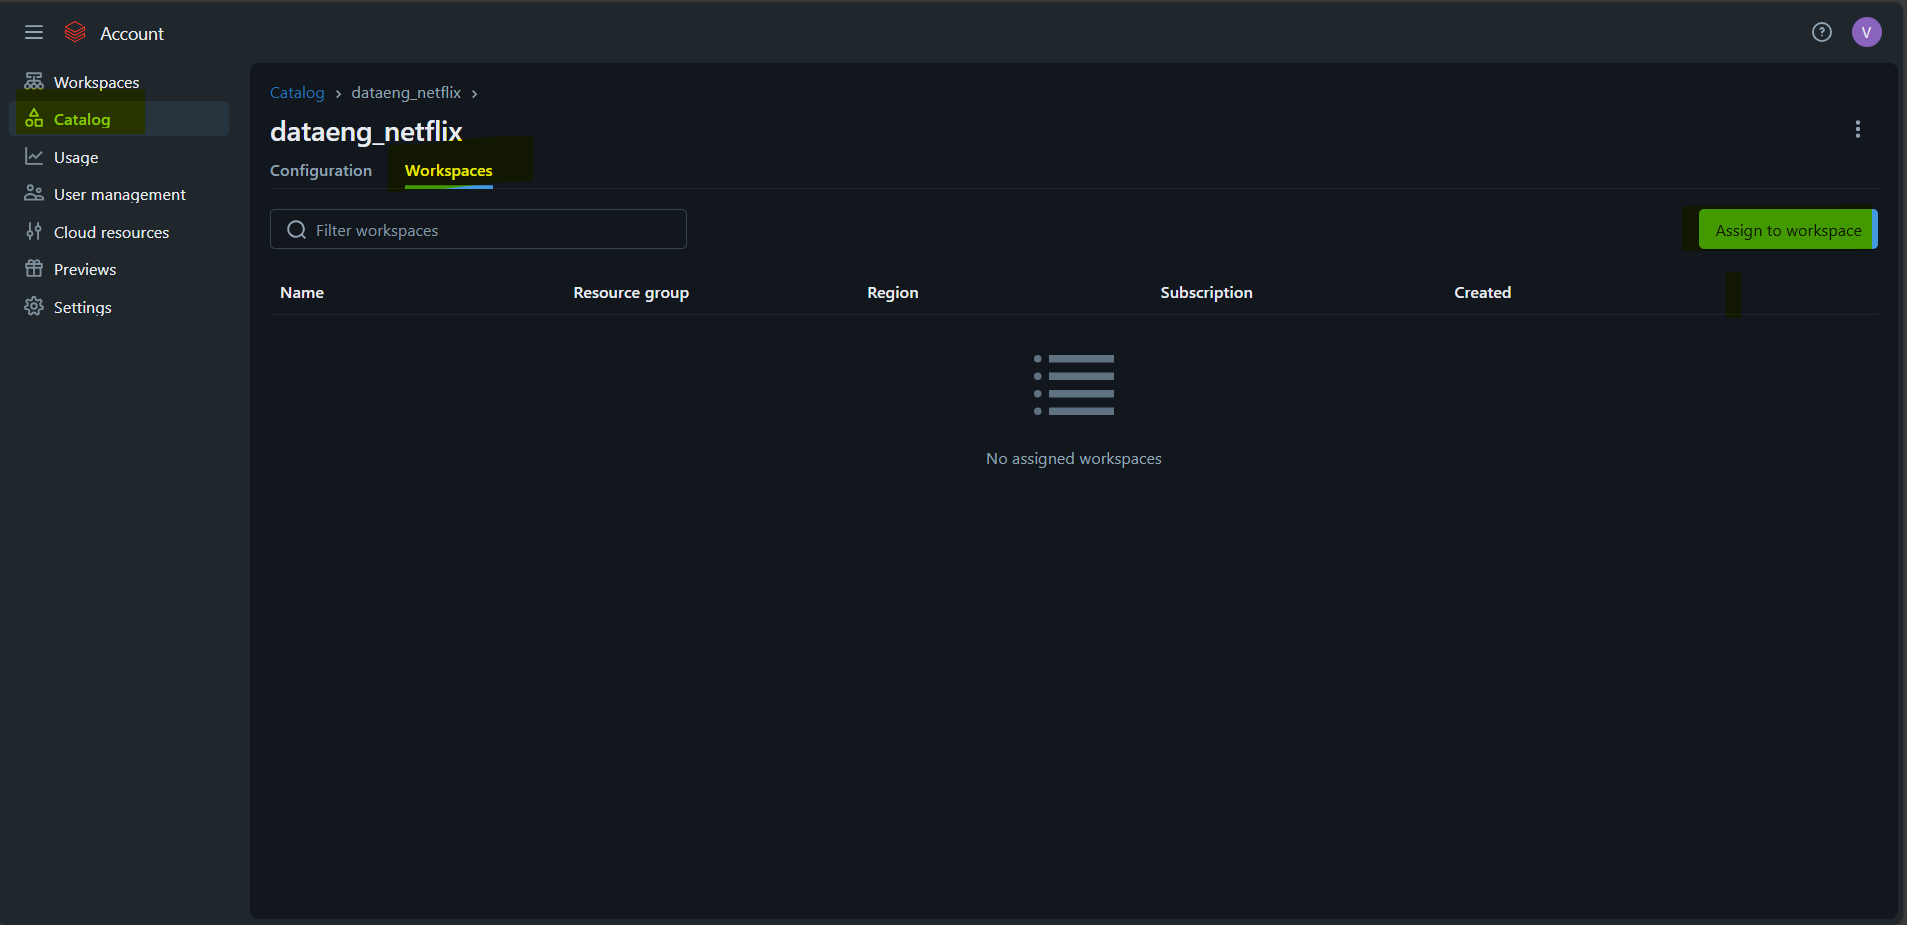 Account
V
Workspaces
Catalog
Usage
User management
Cloud resources
Previews
Settings
Catalog › dataeng_netflix ›
dataeng_netflix
Configuration
Workspaces
Filter workspaces
Assign to workspace
Name Resource group Region Subscription Created
No assigned workspaces